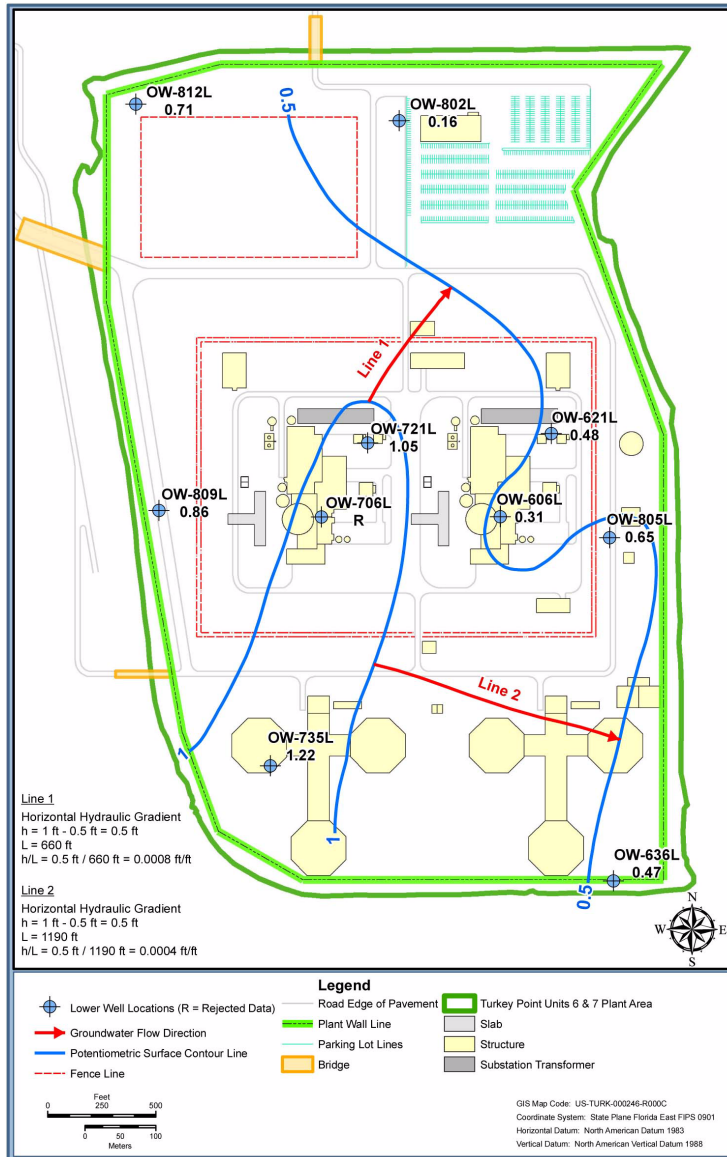 OW-812L
0.71
0.5
OW-802L
0.16
Line 1
OW-721L
1.05
OW-621L
0.48
OW-809L
0.86
OW-706L
R
OW-606L
0.31
OW-805L
0.65
Line 2
OW-735L
1.22
1
1
OW-636L
0.47
0.5
N
W
E
S
Line 1
Horizontal Hydraulic Gradient
h = 1 ft - 0.5 ft = 0.5 ft
L = 660 ft
h/L = 0.5 ft / 660 ft = 0.0008 ft/ft
Line 2
Horizontal Hydraulic Gradient
h = 1 ft - 0.5 ft = 0.5 ft
L = 1190 ft
h/L = 0.5 ft / 1190 ft = 0.0004 ft/ft
Legend
Lower Well Locations (R = Rejected Data)
Groundwater Flow Direction
Potentiometric Surface Contour Line
Fence Line
Road Edge of Pavement
Plant Wall Line
Parking Lot Lines
Bridge
Turkey Point Units 6 & 7 Plant Area
Slab
Structure
Substation Transformer
Feet
0 250 500
0 50 100
Meters
GIS Map Code: US-TURK-000246-R000C
Coordinate System: State Plane Florida East FIPS 0901
Horizontal Datum: North American Datum 1983
Vertical Datum: North American Vertical Datum 1988